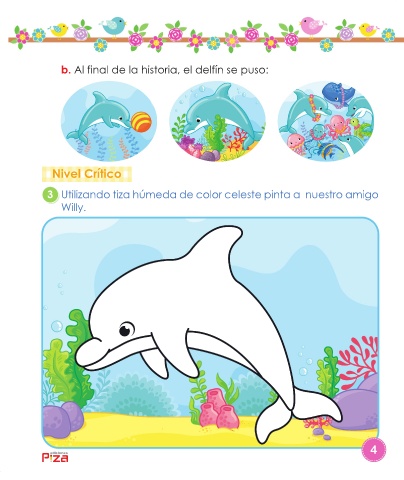 b. Al final de la historia, el delfín se puso:
Nivel Crítico
3 Utilizando tiza húmeda de color celeste pinta a nuestro amigo
Willy.
P!za
4